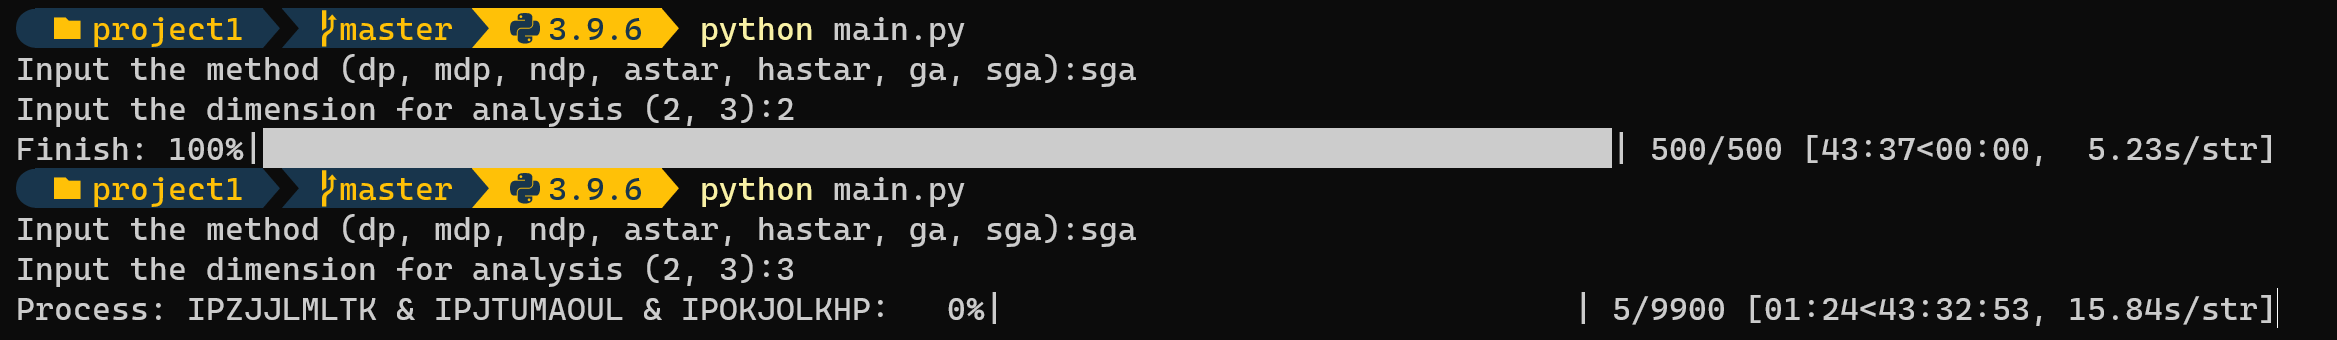 project1 master 3.9.6 python main.py
Input the method (dp, mdp, ndp, astar, hastar, ga, sga):sga
Input the dimension for analysis (2, 3):2
Finish: 100%| | 500/500 [43:37<00:00, 5.23s/str]
project1 master 3.9.6 python main.py
Input the method (dp, mdp, ndp, astar, hastar, ga, sga):sga
Input the dimension for analysis (2, 3):3
Process: IPZJJLMLTK & IPJTUMAOUL & IPOKJOLKHP: 0%| | 5/9900 [01:24<43:32:53, 15.84s/str]